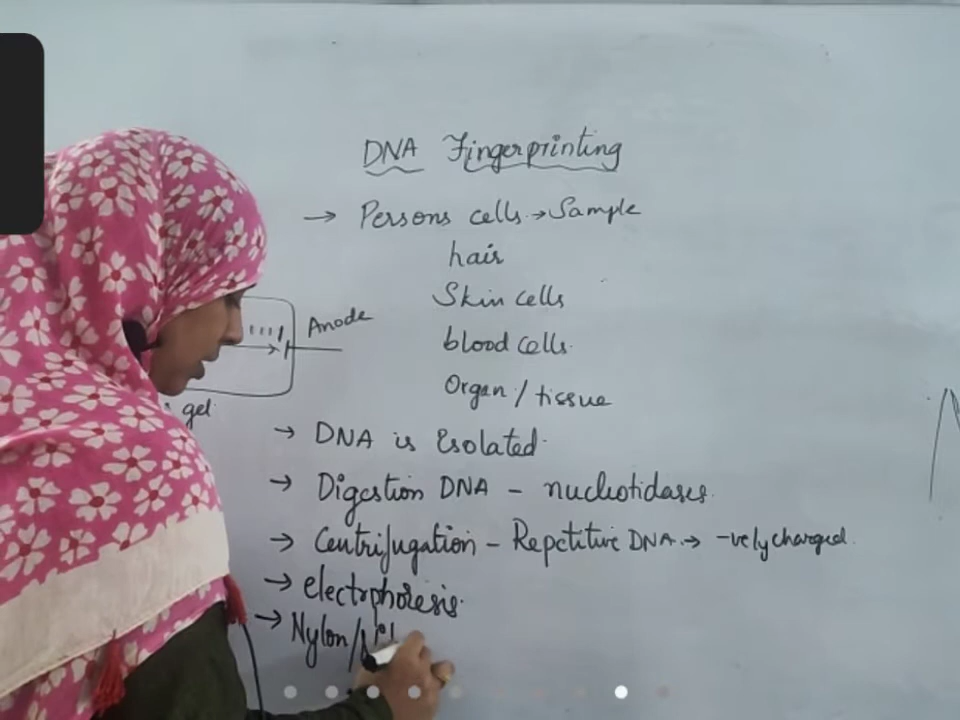 DNA Fingerprinting
→ Persons cells → Sample
hair
Skin cells
Anode
blood cells.
Organ / tissue
gel
→ DNA is Isolated.
→ Digestion DNA – nucleotidases.
→ Centrifugation – Repetitive DNA → -vely charged.
→ electrphoresis.
→ Nylon/